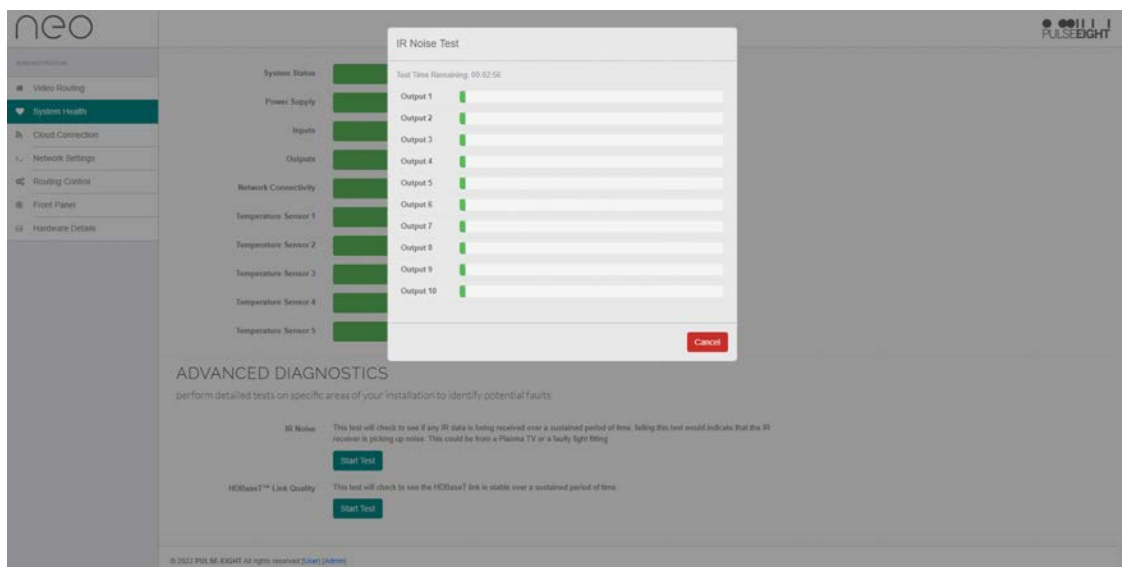 neo
PULSEEIGHT
ADMINISTRATION
Video Routing
System Health
Cloud Connection
Network Settings
Routing Control
Front Panel
Hardware Details
System Status
Power Supply
Inputs
Outputs
Network Connectivity
Temperature Sensor 1
Temperature Sensor 2
Temperature Sensor 3
Temperature Sensor 4
Temperature Sensor 5
IR Noise Test
Test Time Remaining: 00:02:56
Output 1
Output 2
Output 3
Output 4
Output 5
Output 6
Output 7
Output 8
Output 9
Output 10
Cancel
ADVANCED DIAGNOSTICS
perform detailed tests on specific areas of your installation to identify potential faults
IR Noise
This test will check to see if any IR data is being received over a sustained period of time, failing this test would indicate that the IR
receiver is picking up noise. This could be from a Plasma TV or a faulty light fitting
Start Test
HDBaseT™ Link Quality
This test will check to see the HDBaseT link is stable over a sustained period of time
Start Test
© 2022 PULSE-EIGHT All rights reserved [User] [Admin]